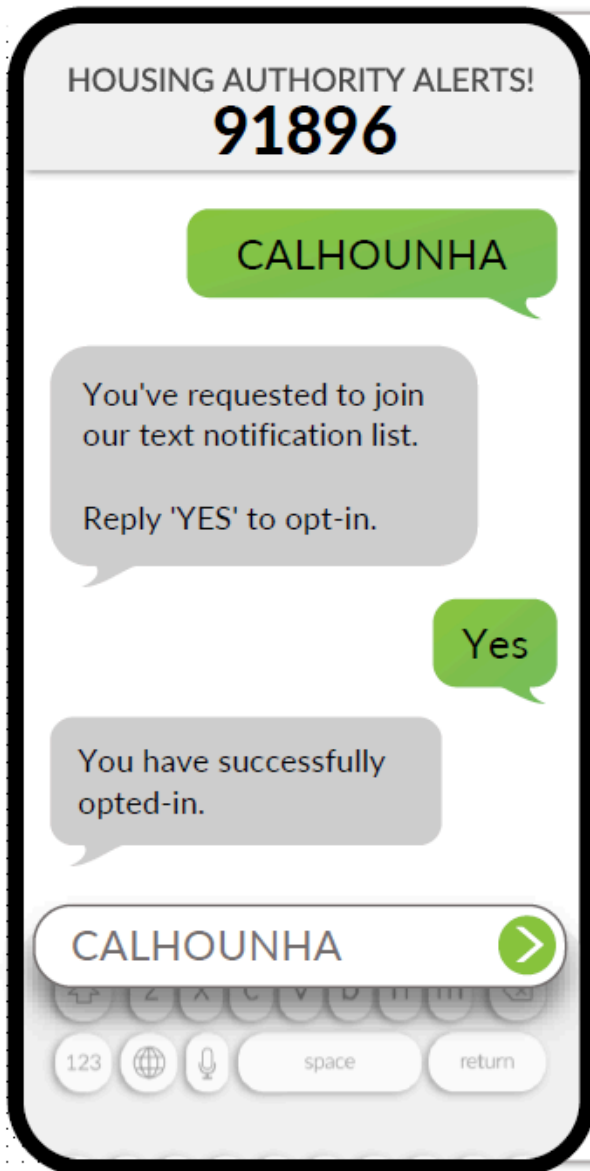 HOUSING AUTHORITY ALERTS!
91896
CALHOUNHA
You've requested to join
our text notification list.
Reply 'YES' to opt-in.
Yes
You have successfully
opted-in.
CALHOUNHA
z x c v b n m
123 space return